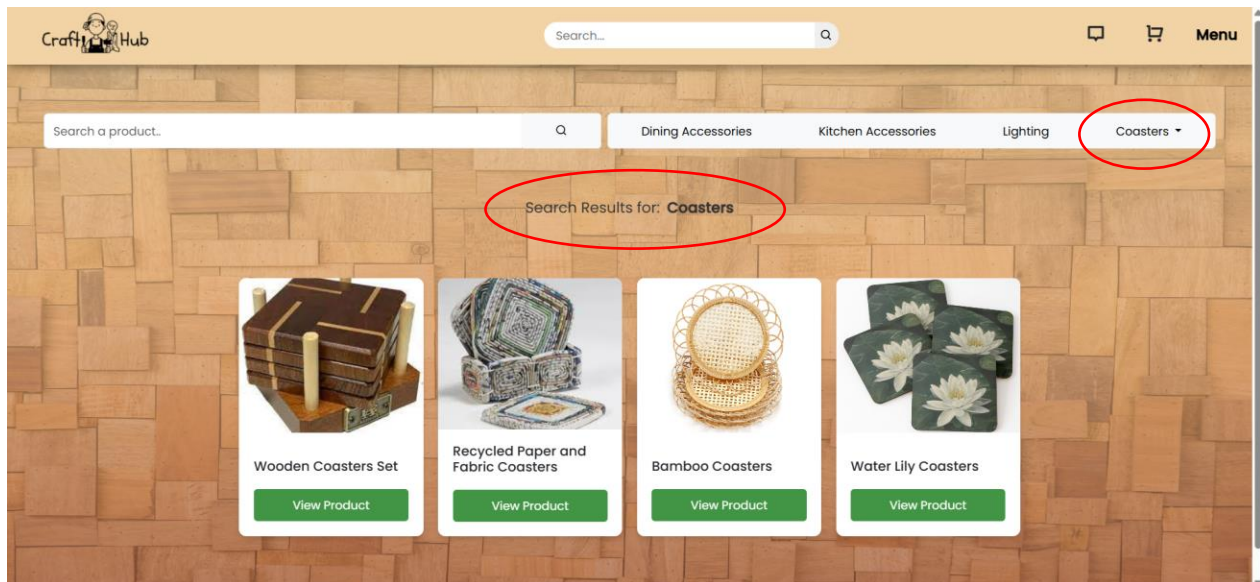 Craft Hub
Search...
Menu
Search a product..
Dining Accessories
Kitchen Accessories
Lighting
Coasters
Search Results for: Coasters
Wooden Coasters Set
View Product
Recycled Paper and
Fabric Coasters
View Product
Bamboo Coasters
View Product
Water Lily Coasters
View Product